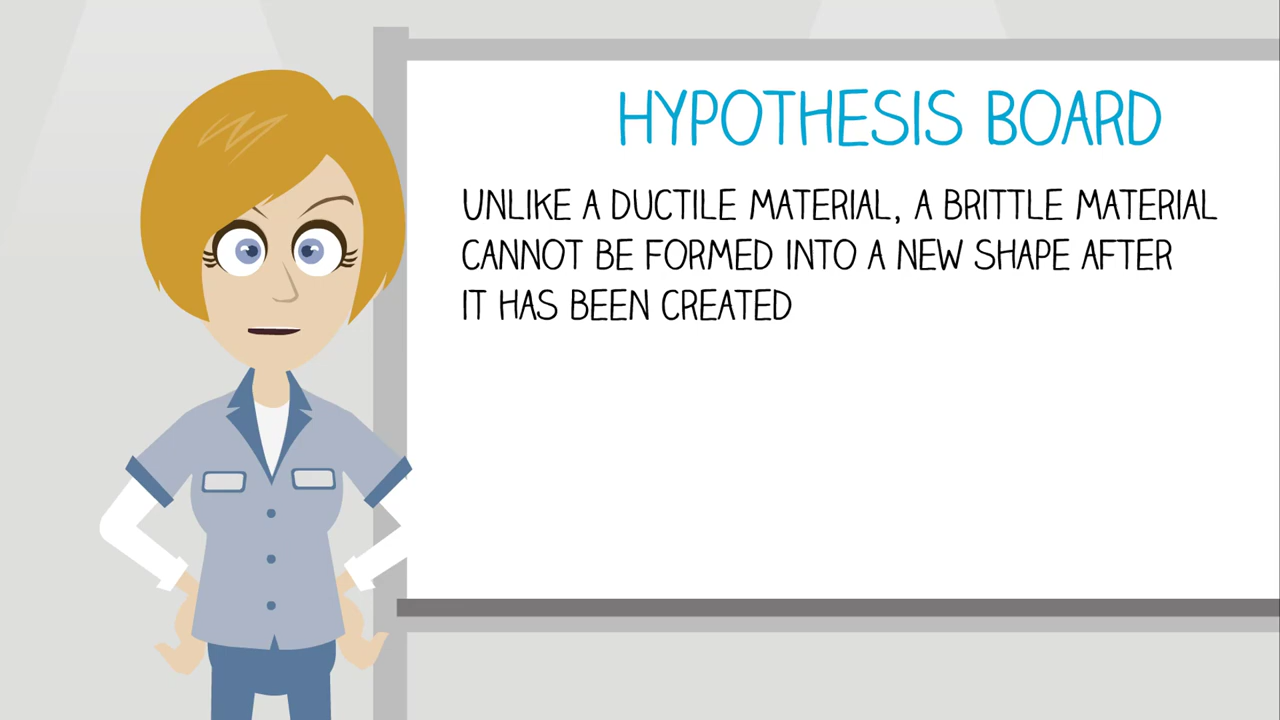 HYPOTHESIS BOARD
UNLIKE A DUCTILE MATERIAL, A BRITTLE MATERIAL
CANNOT BE FORMED INTO A NEW SHAPE AFTER
IT HAS BEEN CREATED